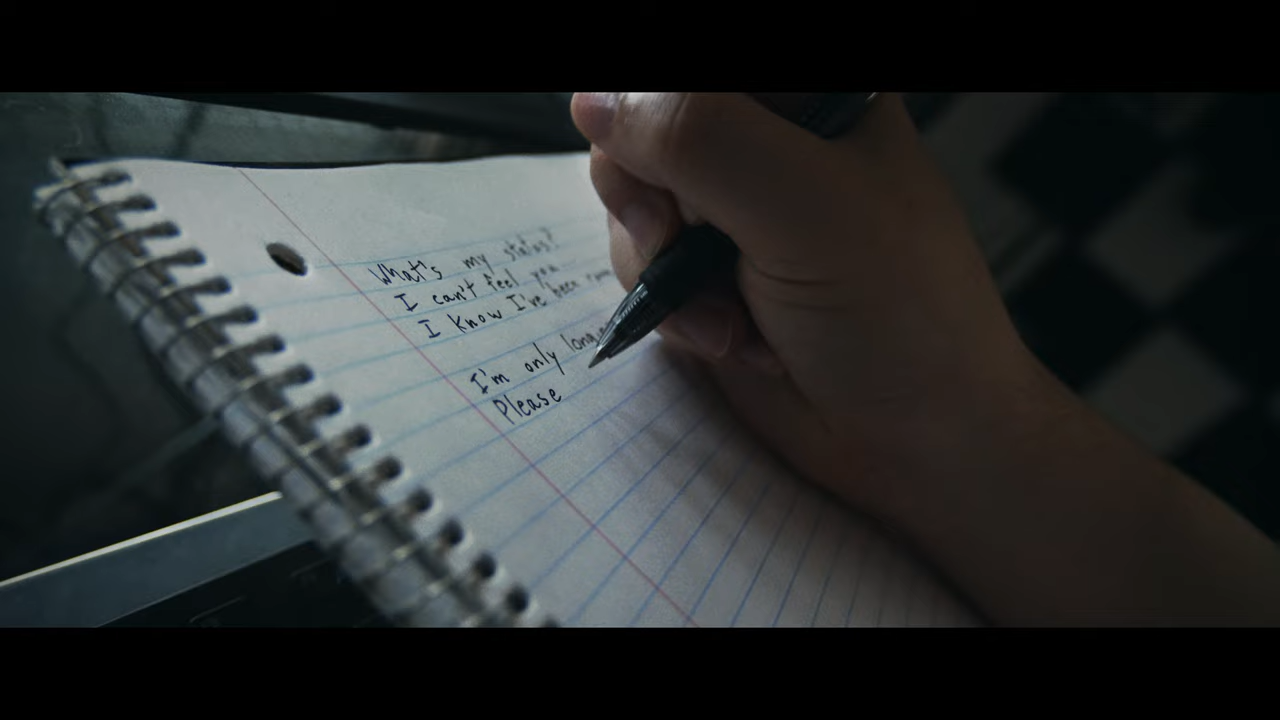 What's my status?
I can't feel you
I know I've been
I'm only
Please